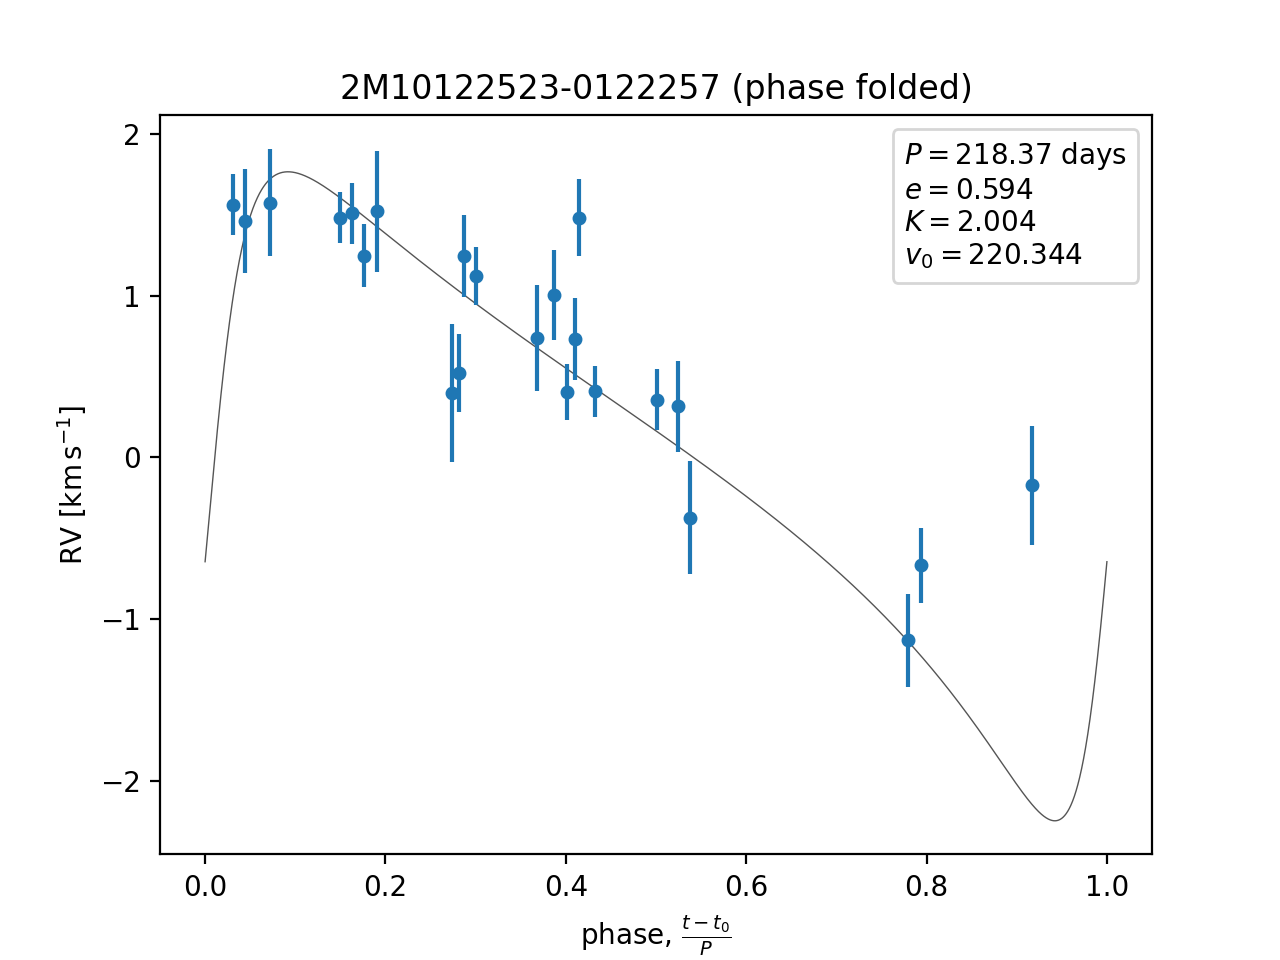 2M10122523-0122257 (phase folded)
P = 218.37 days
e = 0.594
K = 2.004
v₀ = 220.344
RV [km s⁻¹]
2
1
0
−1
−2
0.0 0.2 0.4 0.6 0.8 1.0
phase, (t − t₀)/P